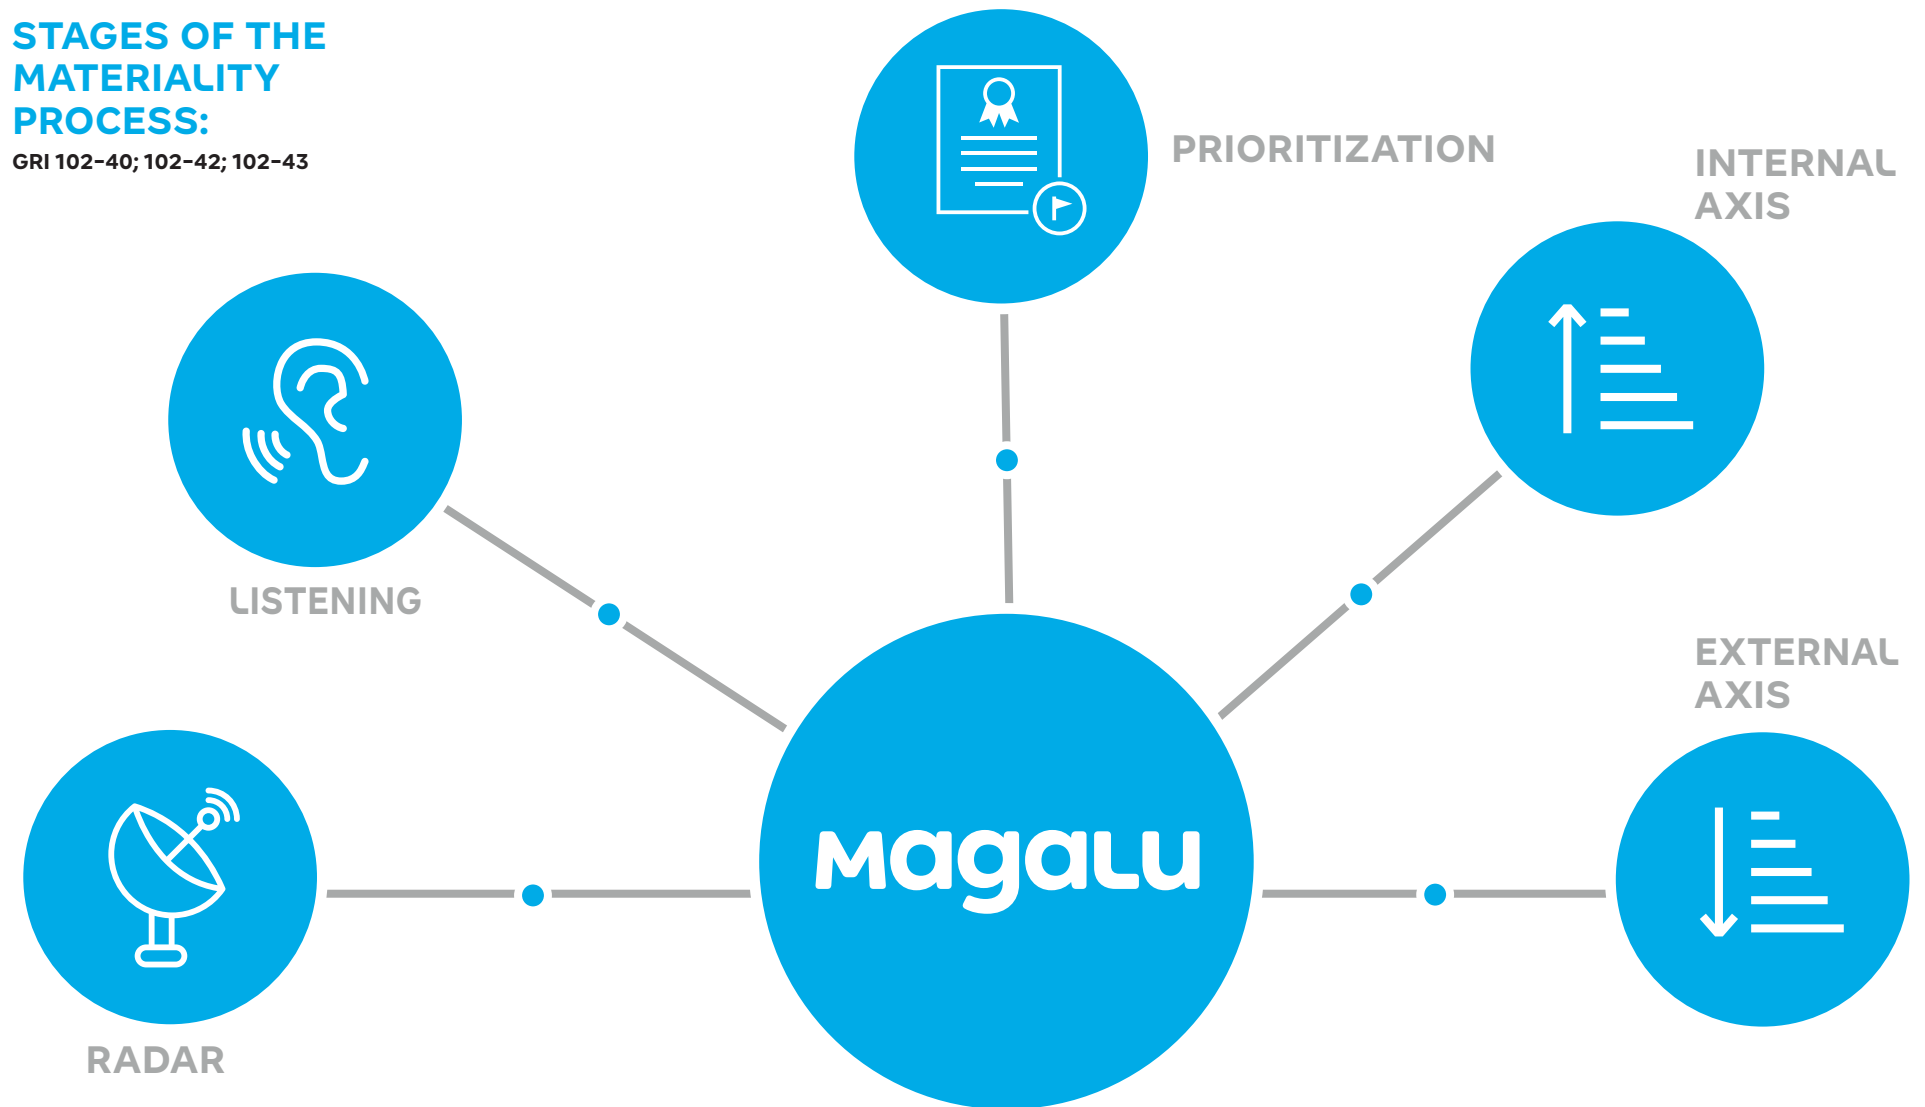 STAGES OF THE
MATERIALITY
PROCESS:
GRI 102-40; 102-42; 102-43
PRIORITIZATION
INTERNAL
AXIS
LISTENING
EXTERNAL
AXIS
Magalu
RADAR